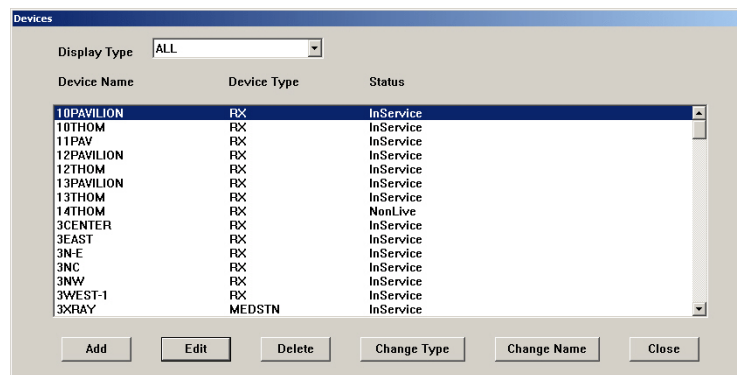 Devices
Display Type ALL
Device Name Device Type Status
10PAVILION RX InService
10THOM RX InService
11PAV RX InService
12PAVILION RX InService
12THOM RX InService
13PAVILION RX InService
13THOM RX InService
14THOM RX NonLive
3CENTER RX InService
3EAST RX InService
3N-E RX InService
3NC RX InService
3NW RX InService
3WEST-1 RX InService
3XRAY MEDSTN InService
Add Edit Delete Change Type Change Name Close